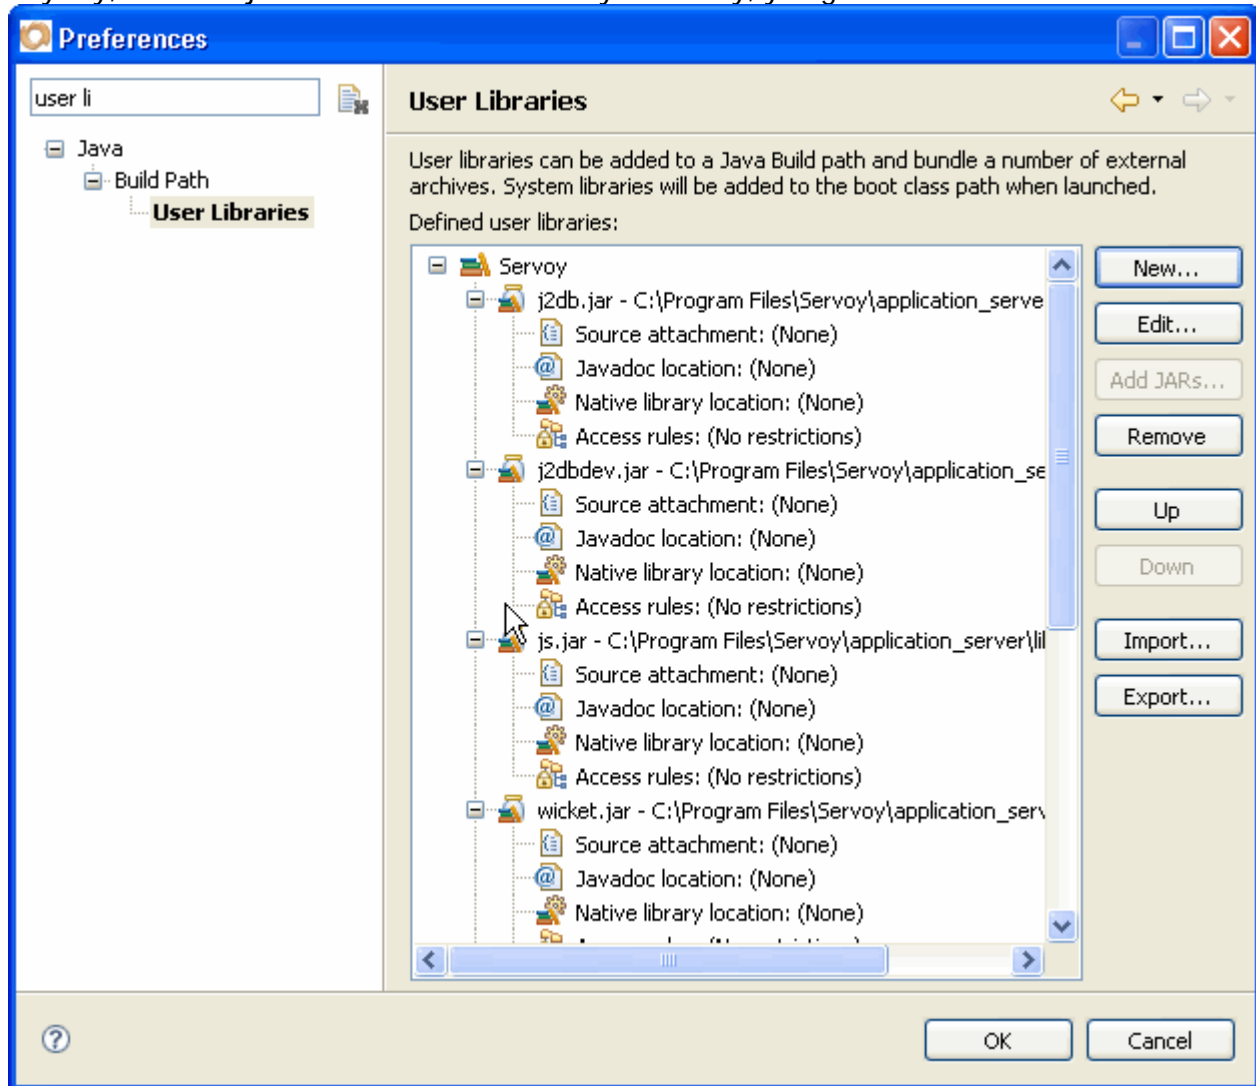 Preferences
user li
User Libraries
Java
Build Path
User Libraries
User libraries can be added to a Java Build path and bundle a number of external
archives. System libraries will be added to the boot class path when launched.
Defined user libraries:
Servoy
j2db.jar - C:\Program Files\Servoy\application_serve
Source attachment: (None)
Javadoc location: (None)
Native library location: (None)
Access rules: (No restrictions)
j2dbdev.jar - C:\Program Files\Servoy\application_se
Source attachment: (None)
Javadoc location: (None)
Native library location: (None)
Access rules: (No restrictions)
js.jar - C:\Program Files\Servoy\application_server\lil
Source attachment: (None)
Javadoc location: (None)
Native library location: (None)
Access rules: (No restrictions)
wicket.jar - C:\Program Files\Servoy\application_serv
Source attachment: (None)
Javadoc location: (None)
Native library location: (None)
New...
Edit...
Add JARs...
Remove
Up
Down
Import...
Export...
OK
Cancel